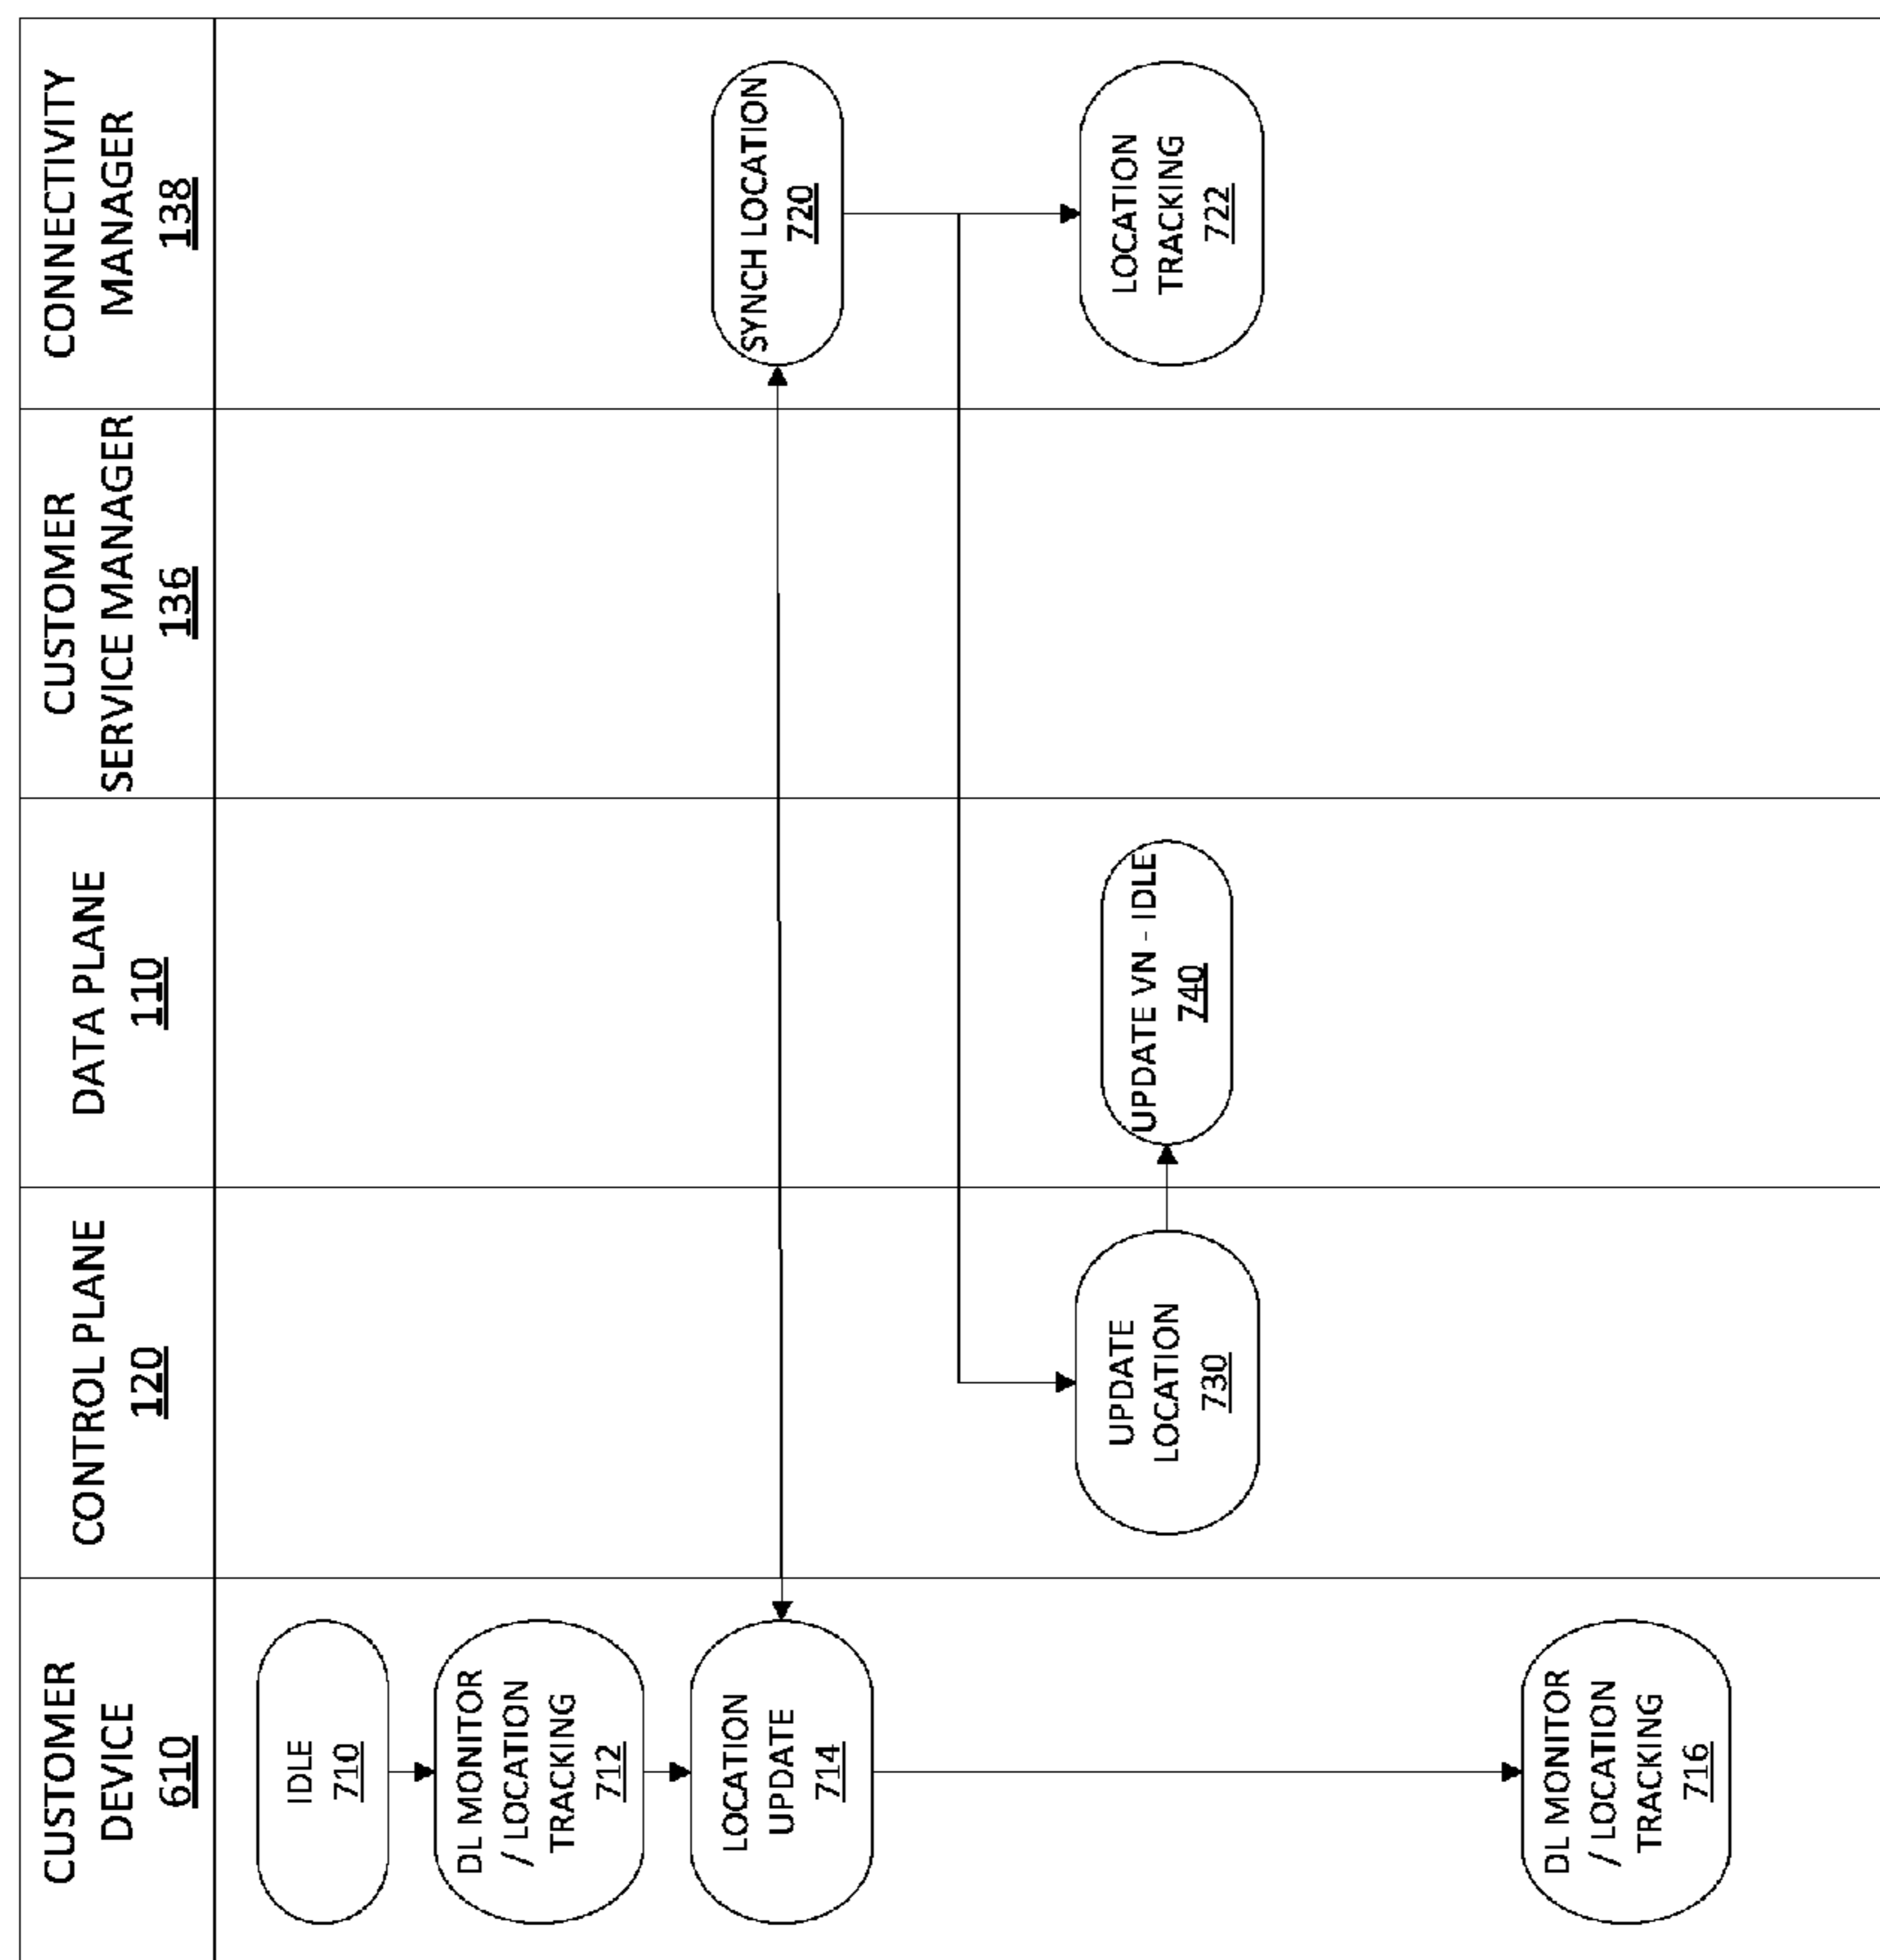 CUSTOMER
DEVICE
610
CONTROL PLANE
120
DATA PLANE
110
CUSTOMER
SERVICE MANAGER
136
CONNECTIVITY
MANAGER
138
IDLE
710
DL MONITOR
/ LOCATION
TRACKING
712
LOCATION
UPDATE
714
SYNCH LOCATION
720
UPDATE
LOCATION
730
UPDATE VN - IDLE
740
LOCATION
TRACKING
722
DL MONITOR
/ LOCATION
TRACKING
716